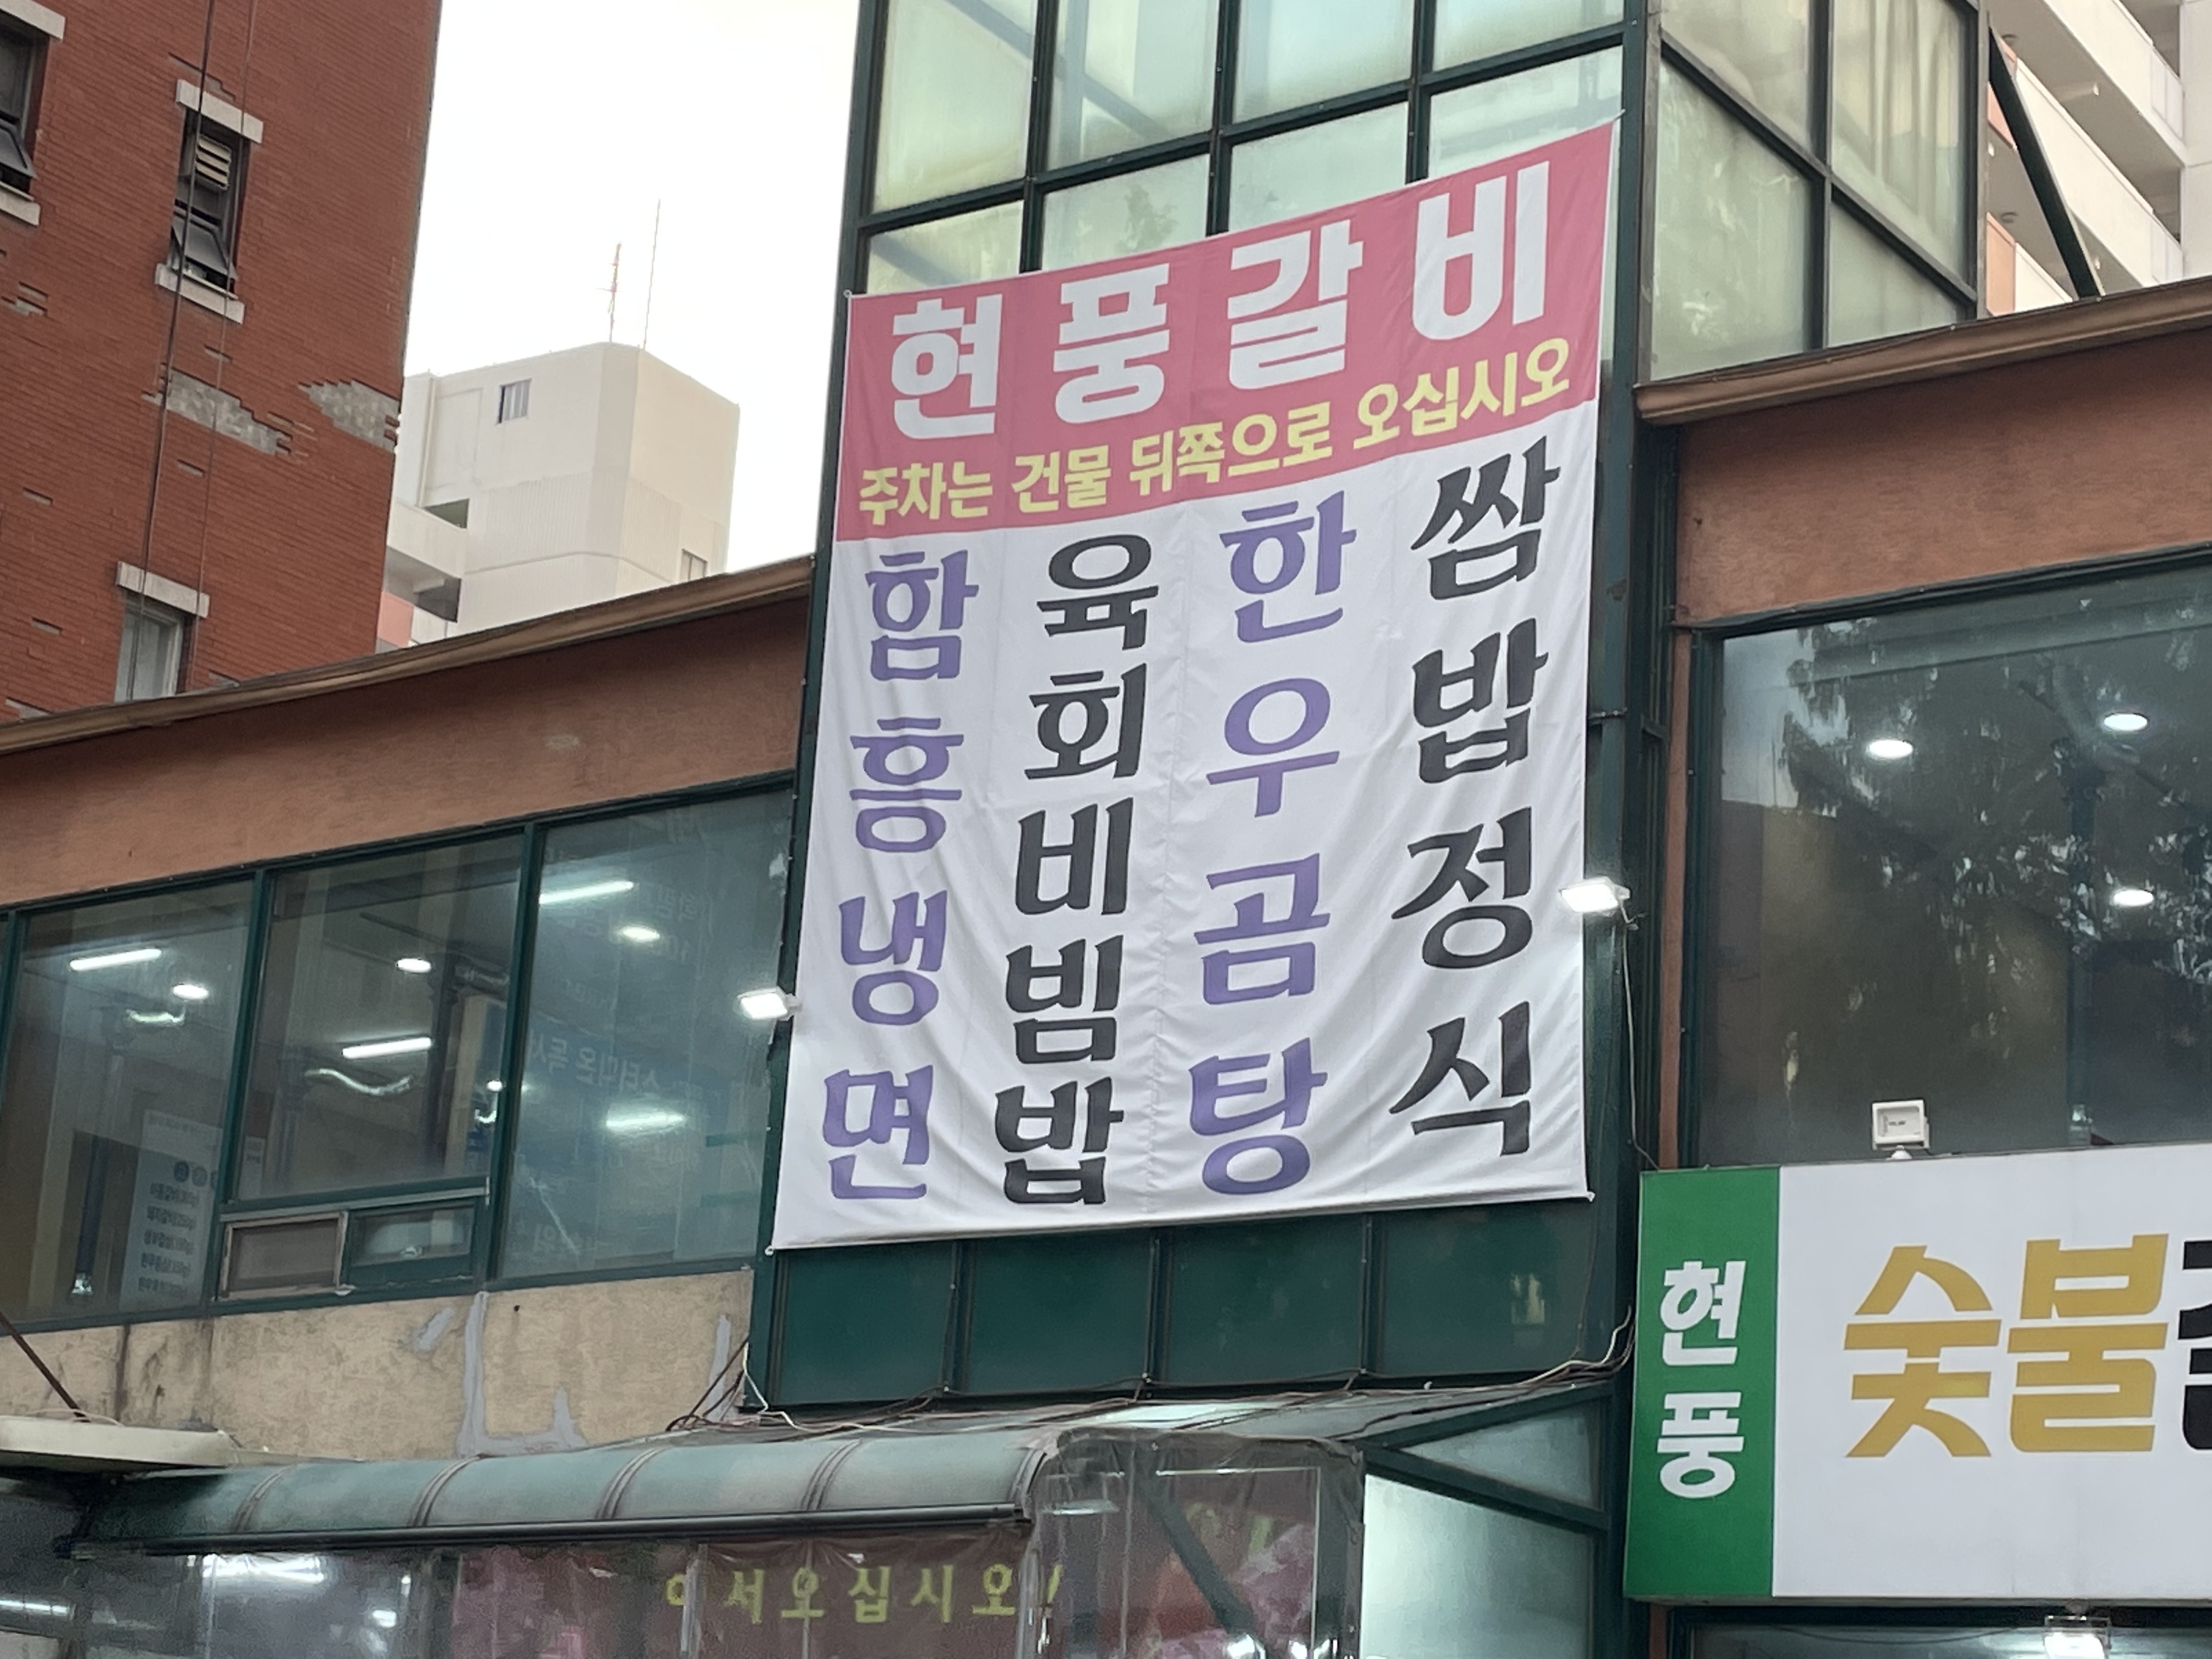 현풍갈비
주차는 건물 뒤쪽으로 오십시오
함흥냉면
육회비빔밥
한우곰탕
쌈밥정식
현풍
숯불
어서오십시오!